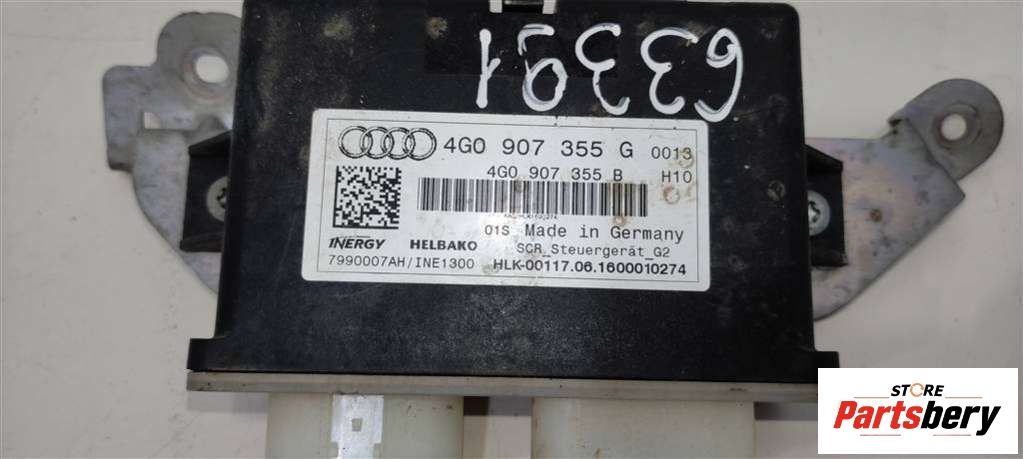 63391
4G0 907 355 G 0013
4G0 907 355 B H10
01S Made in Germany
INERGY HELBAKO SCR_Steuergerät_G2
7990007AH/INE1300 HLK-00117.06.1600010274
STORE
Partsbery